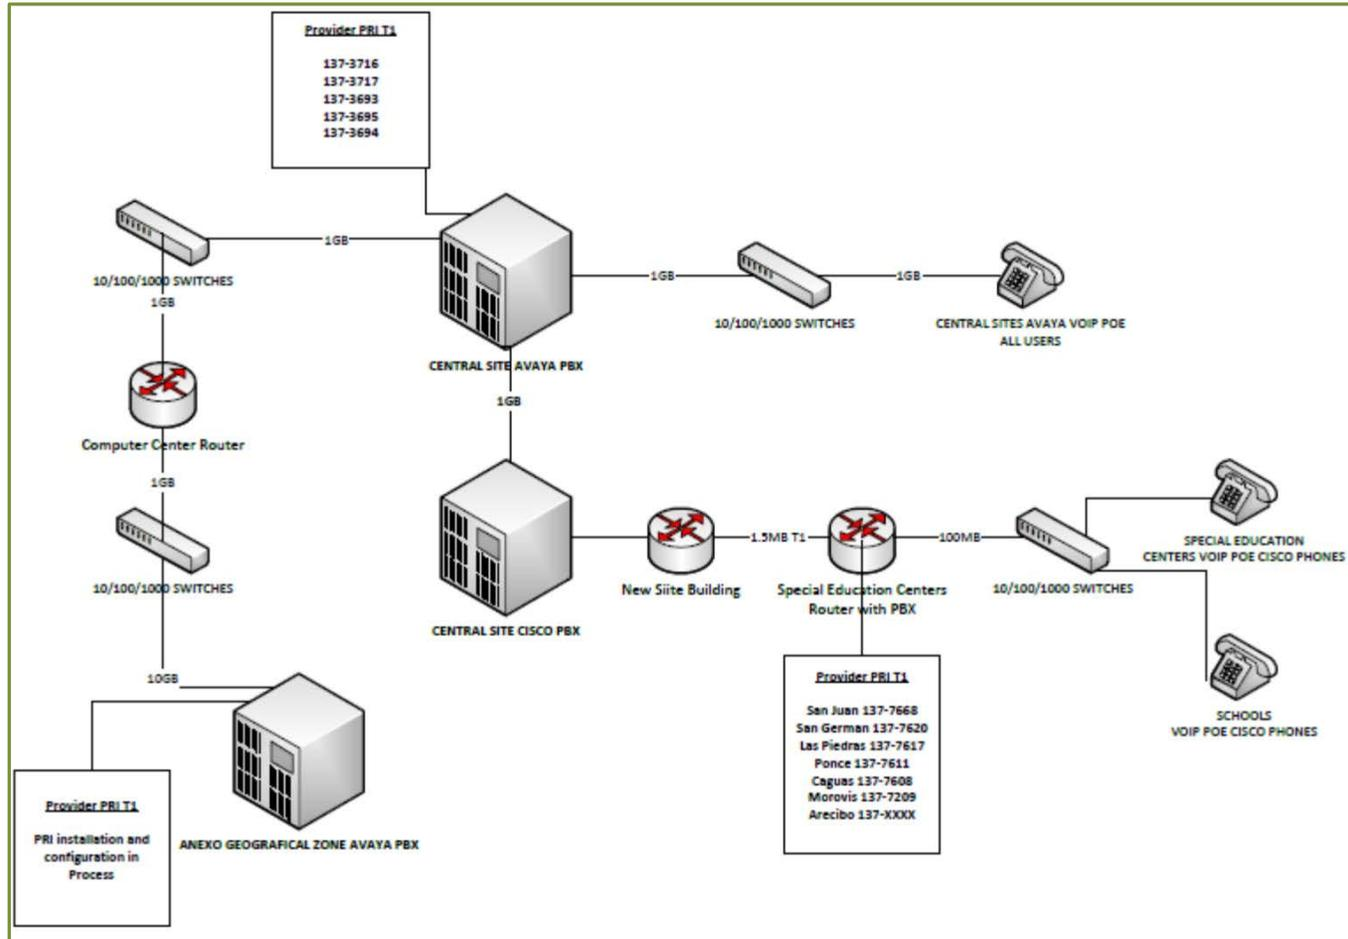 Provider PRI T1
137-3716
137-3717
137-3693
137-3695
137-3694
1GB
10/100/1000 SWITCHES
1GB
1GB
1GB
10/100/1000 SWITCHES
CENTRAL SITES AVAYA VOIP POE
ALL USERS
CENTRAL SITE AVAYA PBX
1GB
Computer Center Router
1GB
10/100/1000 SWITCHES
10GB
CENTRAL SITE CISCO PBX
New Siite Building
1.5MB T1
Special Education Centers
Router with PBX
100MB
10/100/1000 SWITCHES
SPECIAL EDUCATION
CENTERS VOIP POE CISCO PHONES
SCHOOLS
VOIP POE CISCO PHONES
Provider PRI T1
San Juan 137-7668
San German 137-7620
Las Piedras 137-7617
Ponce 137-7611
Caguas 137-7608
Morovis 137-7209
Arecibo 137-XXXX
Provider PRI T1
PRI installation and
configuration in
Process
ANEXO GEOGRAFICAL ZONE AVAYA PBX